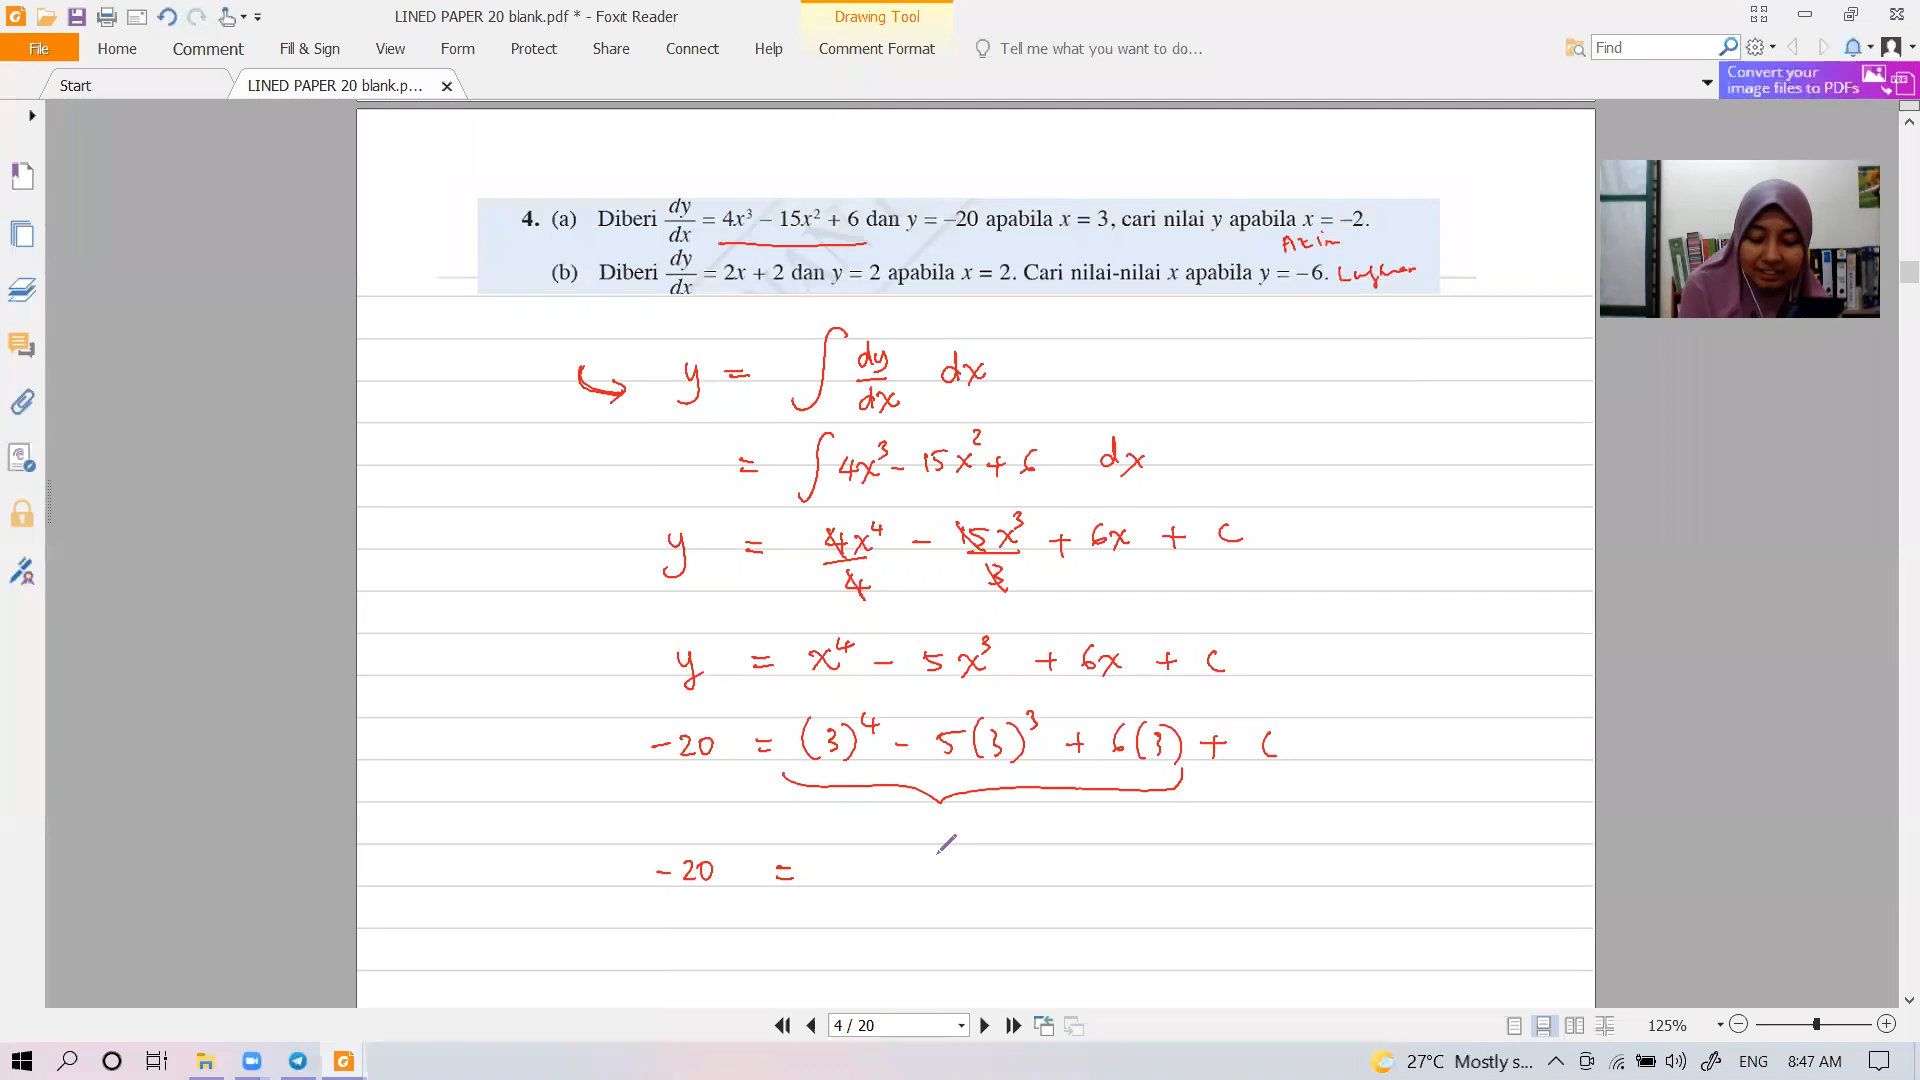 LINED PAPER 20 blank.pdf * - Foxit Reader
Drawing Tool
File Home Comment Fill & Sign View Form Protect Share Connect Help Comment Format Tell me what you want to do... Find
Start LINED PAPER 20 blank.p...
Convert your image files to PDFs
4. (a) Diberi dy/dx = 4x³ – 15x² + 6 dan y = –20 apabila x = 3, cari nilai y apabila x = –2.
Azim
(b) Diberi dy/dx = 2x + 2 dan y = 2 apabila x = 2. Cari nilai-nilai x apabila y = –6. Luqman
y = ∫ dy/dx dx
= ∫ 4x³ - 15x² + 6 dx
y = 4x⁴/4 - 15x³/3 + 6x + c
y = x⁴ - 5x³ + 6x + c
-20 = (3)⁴ - 5(3)³ + 6(3) + c
-20 =
4 / 20
125%
27°C Mostly s... ENG 8:47 AM